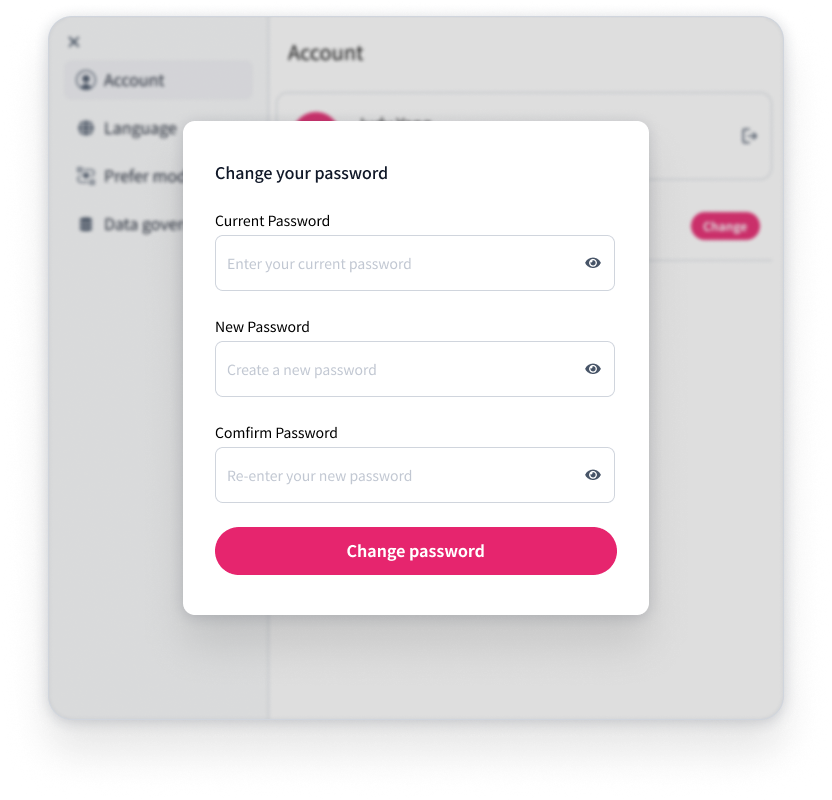 Account
Account
Language
Prefer mod
Data gover
Change
Change your password
Current Password
Enter your current password
New Password
Create a new password
Comfirm Password
Re-enter your new password
Change password